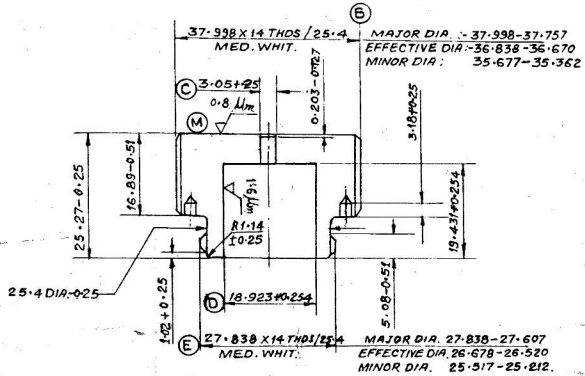 B
37.998 X 14 THDS / 25.4
MED. WHIT.
MAJOR DIA :- 37.998-37.757
EFFECTIVE DIA:- 36.838-36.670
MINOR DIA : 35.677-35.362
C
3.05+.25
0.8 µm
M
0.203-0.127
3.18+0.25
25.27-0.25
16.89-0.51
1.6 µm
R1.14
±0.25
19.431+0.254
25.4 DIA-0.25
1.02+0.25
D
18.923+0.254
5.08-0.51
E
27.838 X 14 THDS/25.4
MED. WHIT.
MAJOR DIA. 27.838-27.607
EFFECTIVE DIA. 26.678-26.520
MINOR DIA. 25.517-25.212.